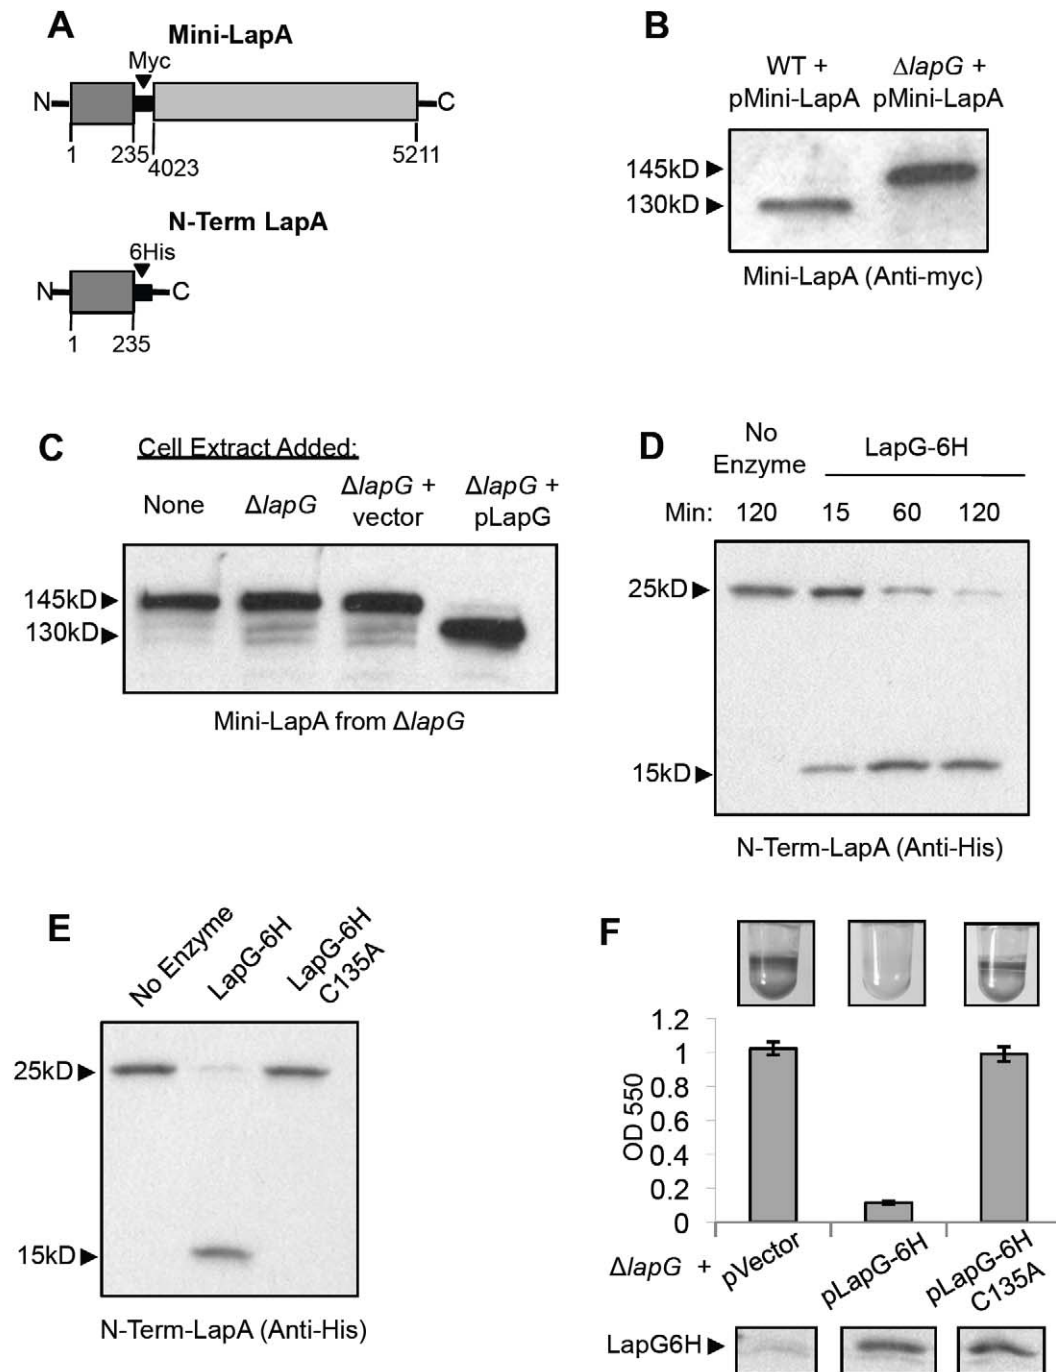 A
Mini-LapA
Myc
N
C
1
235
4023
5211
N-Term LapA
6His
N
C
1
235
B
WT +
pMini-LapA
ΔlapG +
pMini-LapA
145kD
130kD
Mini-LapA (Anti-myc)
C
Cell Extract Added:
None
ΔlapG
ΔlapG +
vector
ΔlapG +
pLapG
145kD
130kD
Mini-LapA from ΔlapG
D
No
Enzyme
LapG-6H
Min: 120 15 60 120
25kD
15kD
N-Term-LapA (Anti-His)
E
No Enzyme
LapG-6H
LapG-6H
C135A
25kD
15kD
N-Term-LapA (Anti-His)
F
1.2
1
0.8
0.6
0.4
0.2
0
OD 550
ΔlapG +
pVector
pLapG-6H
pLapG-6H
C135A
LapG6H